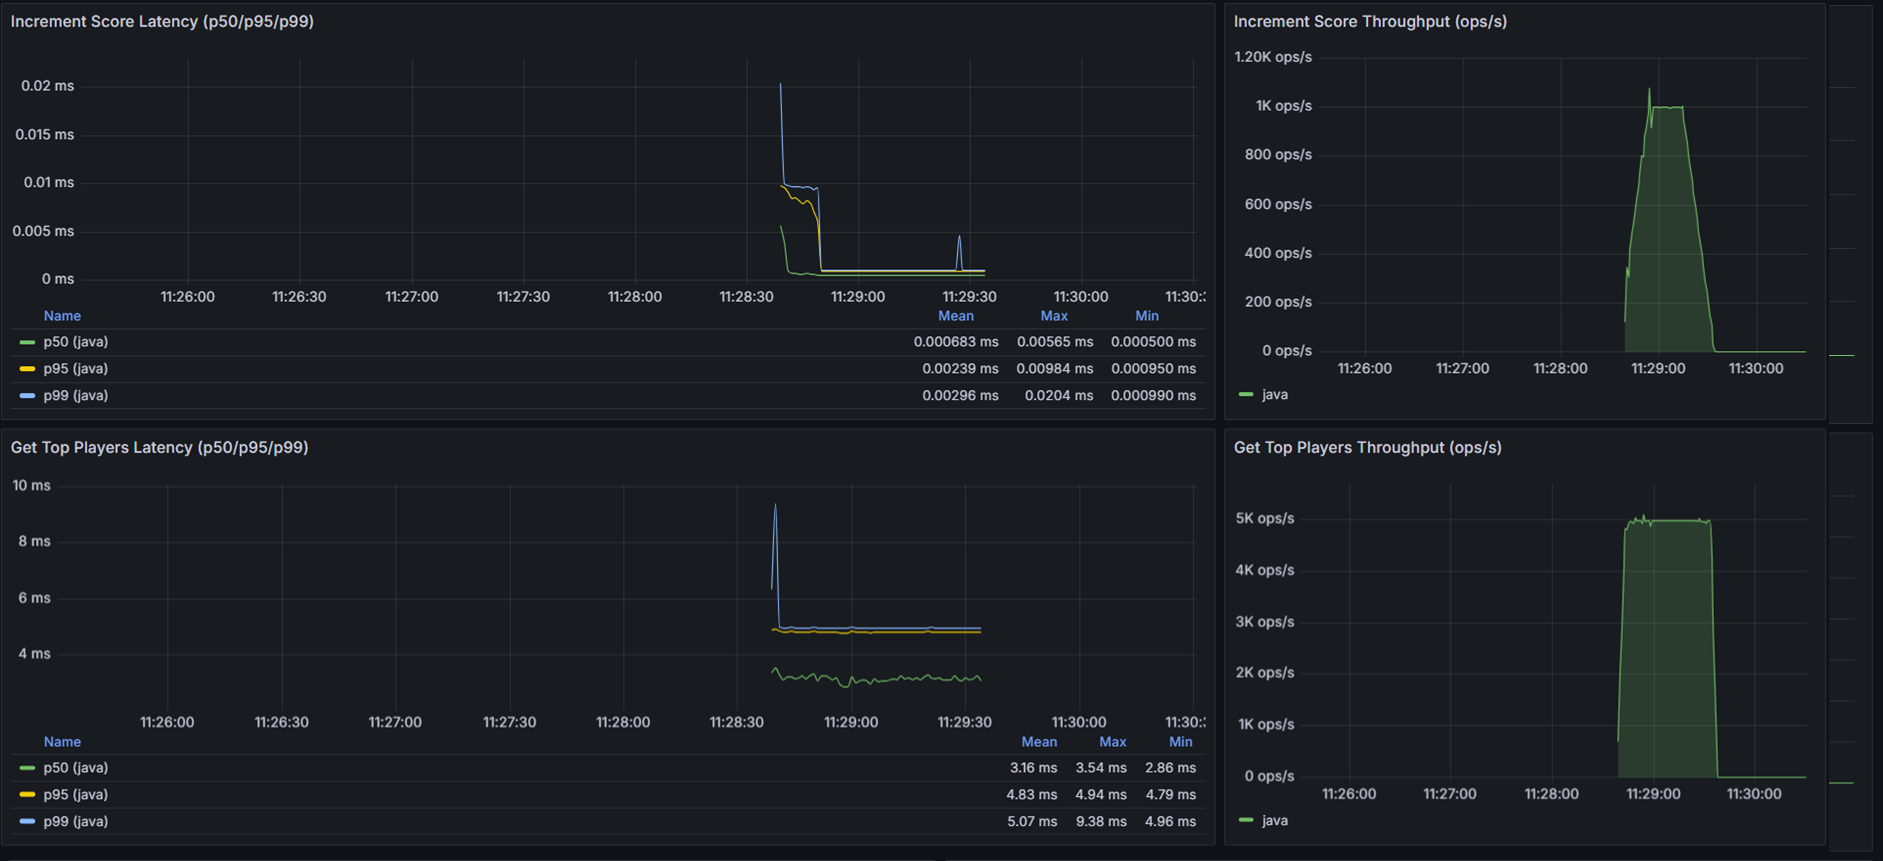 Increment Score Latency (p50/p95/p99)
0.02 ms
0.015 ms
0.01 ms
0.005 ms
0 ms
11:26:00 11:26:30 11:27:00 11:27:30 11:28:00 11:28:30 11:29:00 11:29:30 11:30:00 11:30:
Name Mean Max Min
p50 (java) 0.000683 ms 0.00565 ms 0.000500 ms
p95 (java) 0.00239 ms 0.00984 ms 0.000950 ms
p99 (java) 0.00296 ms 0.0204 ms 0.000990 ms
Increment Score Throughput (ops/s)
1.20K ops/s
1K ops/s
800 ops/s
600 ops/s
400 ops/s
200 ops/s
0 ops/s
11:26:00 11:27:00 11:28:00 11:29:00 11:30:00
java
Get Top Players Latency (p50/p95/p99)
10 ms
8 ms
6 ms
4 ms
11:26:00 11:26:30 11:27:00 11:27:30 11:28:00 11:28:30 11:29:00 11:29:30 11:30:00 11:30:
Name Mean Max Min
p50 (java) 3.16 ms 3.54 ms 2.86 ms
p95 (java) 4.83 ms 4.94 ms 4.79 ms
p99 (java) 5.07 ms 9.38 ms 4.96 ms
Get Top Players Throughput (ops/s)
5K ops/s
4K ops/s
3K ops/s
2K ops/s
1K ops/s
0 ops/s
11:26:00 11:27:00 11:28:00 11:29:00 11:30:00
java